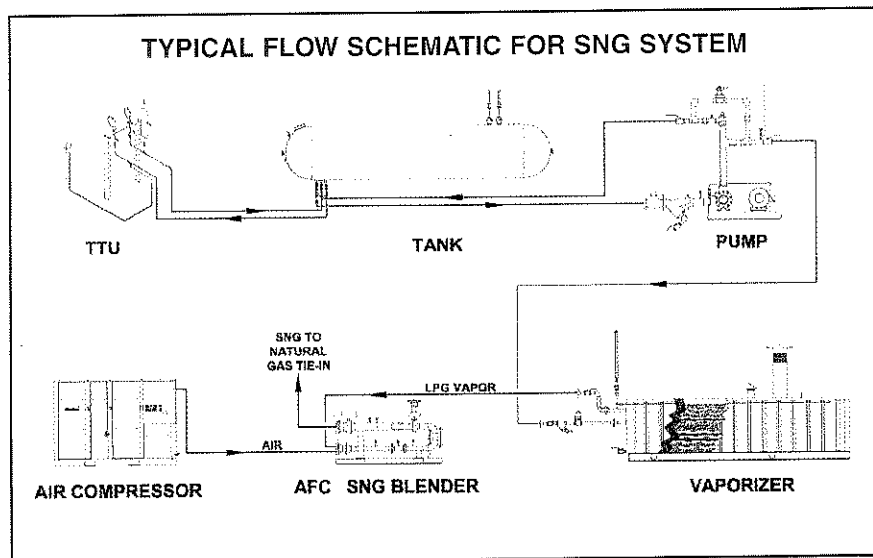 TYPICAL FLOW SCHEMATIC FOR SNG SYSTEM
TTU
TANK
PUMP
SNG TO
NATURAL
GAS TIE-IN
LPG VAPOR
AIR
AIR COMPRESSOR
AFC SNG BLENDER
VAPORIZER